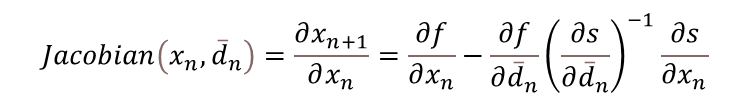 Jacobian(xₙ, d̄ₙ) = ∂xₙ₊₁/∂xₙ = ∂f/∂xₙ − ∂f/∂d̄ₙ (∂s/∂d̄ₙ)⁻¹ ∂s/∂xₙ